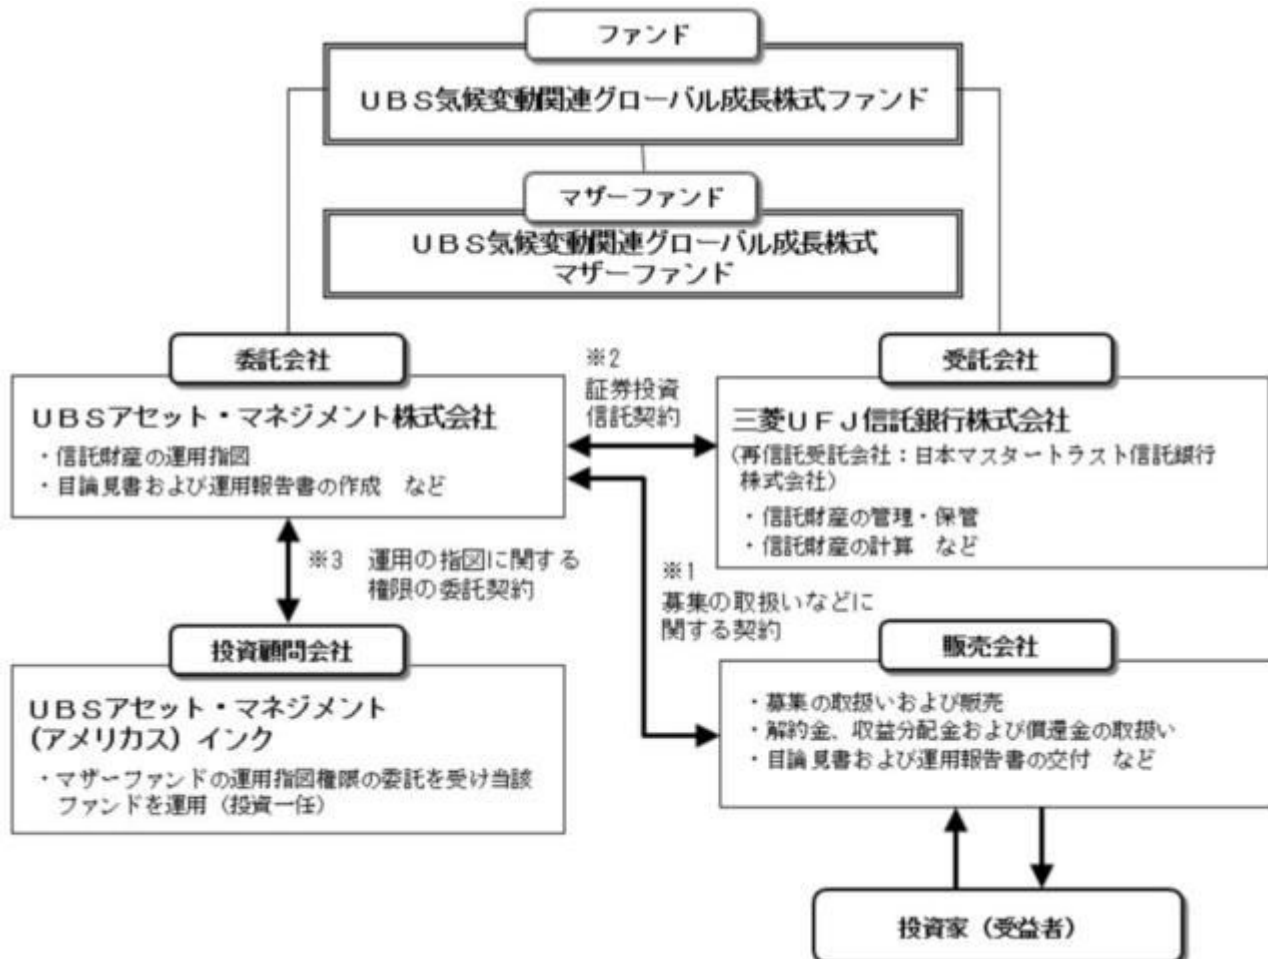 ファンド
ＵＢＳ気候変動関連グローバル成長株式ファンド
マザーファンド
ＵＢＳ気候変動関連グローバル成長株式
マザーファンド
委託会社
ＵＢＳアセット・マネジメント株式会社
・信託財産の運用指図
・目論見書および運用報告書の作成　など
※2
証券投資
信託契約
受託会社
三菱ＵＦＪ信託銀行株式会社
（再信託受託会社：日本マスタートラスト信託銀行
株式会社）
・信託財産の管理・保管
・信託財産の計算　など
※3　運用の指図に関する
権限の委託契約
※1
募集の取扱いなどに
関する契約
投資顧問会社
ＵＢＳアセット・マネジメント
（アメリカス）インク
・マザーファンドの運用指図権限の委託を受け当該
ファンドを運用（投資一任）
販売会社
・募集の取扱いおよび販売
・解約金、収益分配金および償還金の取扱い
・目論見書および運用報告書の交付　など
投資家（受益者）